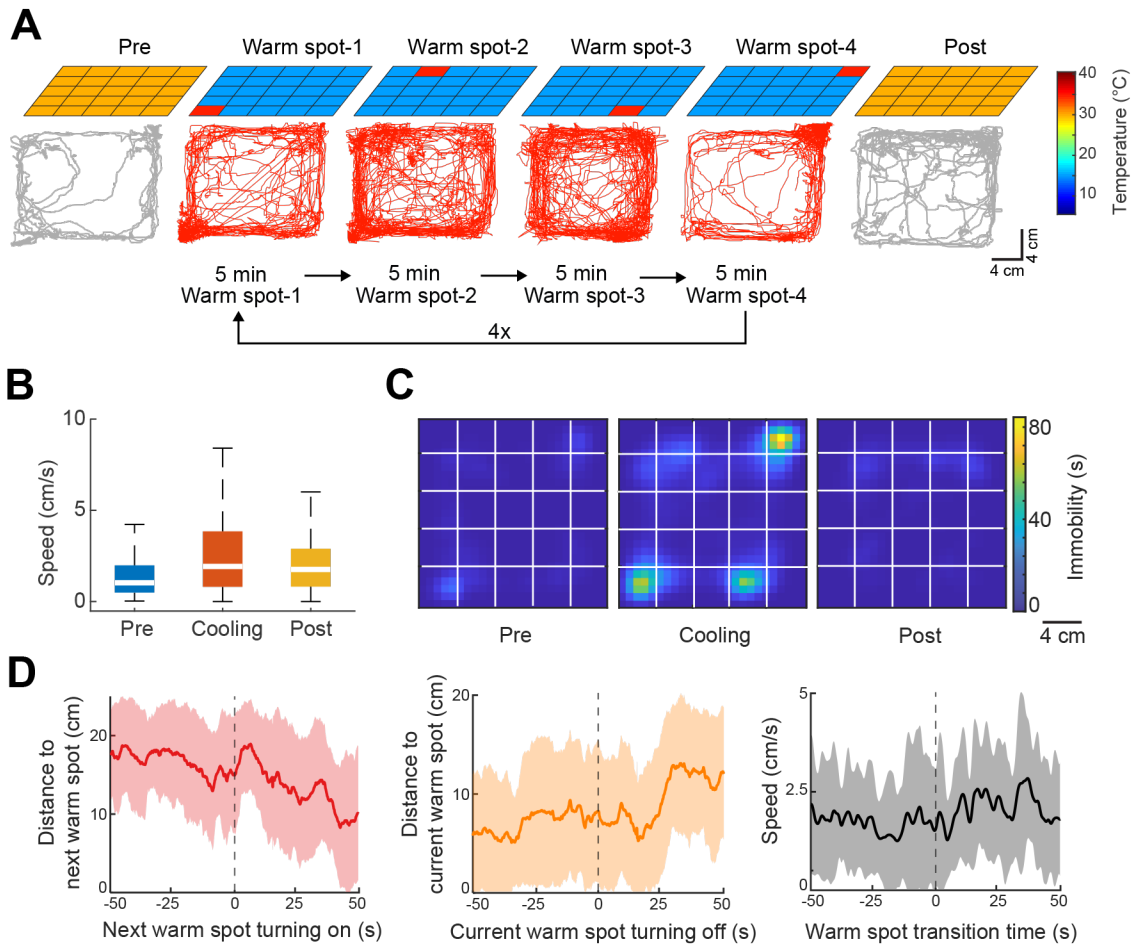 A
Pre Warm spot-1 Warm spot-2 Warm spot-3 Warm spot-4 Post
40
30
20
10
Temperature (°C)
4 cm
4 cm
5 min 5 min 5 min 5 min
Warm spot-1 Warm spot-2 Warm spot-3 Warm spot-4
4x
B
10
5
0
Speed (cm/s)
Pre Cooling Post
C
80
40
0
Immobility (s)
Pre Cooling Post
4 cm
D
Distance to
next warm spot (cm)
20
10
0
-50 -25 0 25 50
Next warm spot turning on (s)
Distance to
current warm spot (cm)
20
10
0
-50 -25 0 25 50
Current warm spot turning off (s)
Speed (cm/s)
5
2.5
0
-50 -25 0 25 50
Warm spot transition time (s)